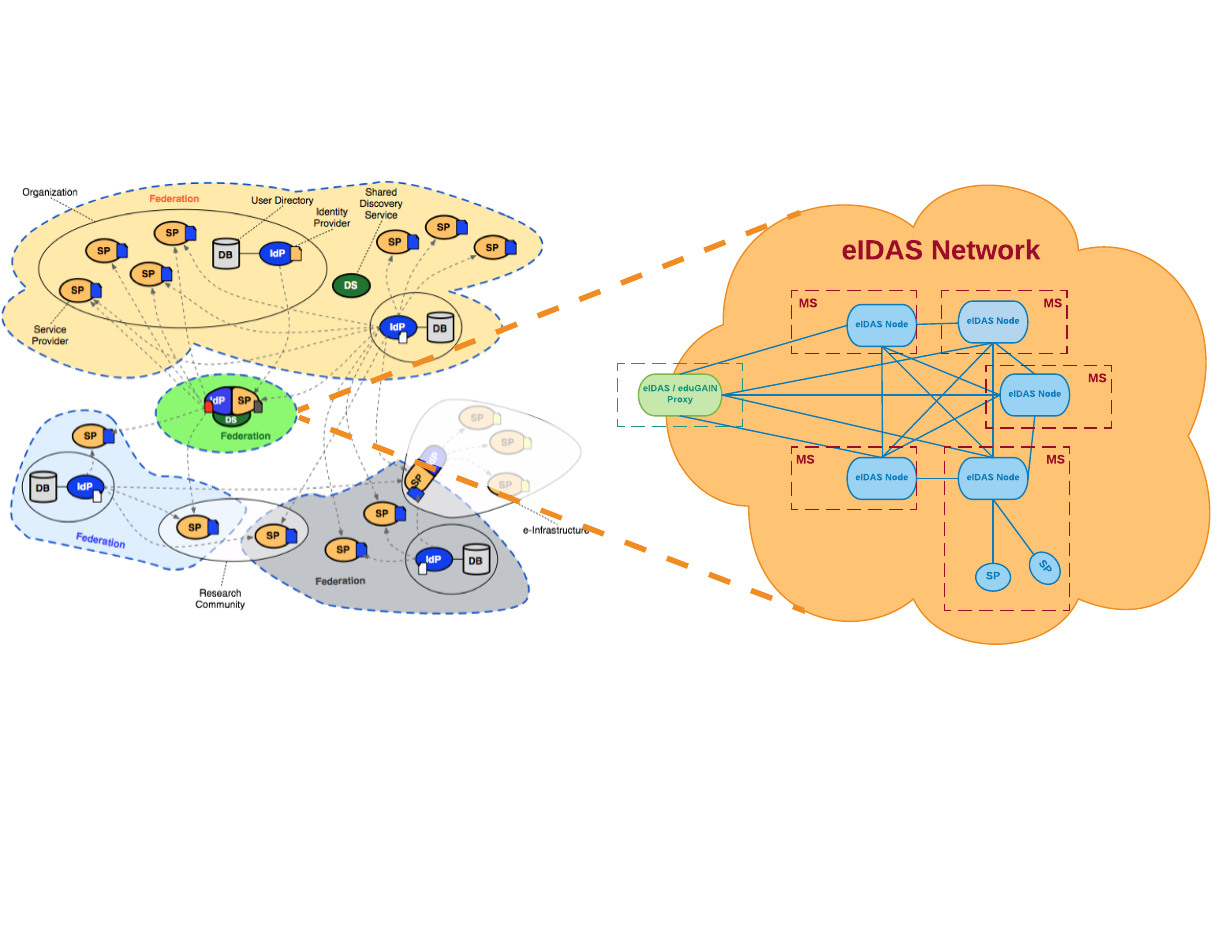 Organization
Federation
User Directory
Shared
Discovery
Service
Identity
Provider
SP
SP
SP
SP
DB
IdP
SP
SP
SP
DS
Service
Provider
IdP
DB
IdP
SP
DS
Federation
SP
DB
IdP
Federation
SP
SP
Research
Community
SP
SP
SP
SP
SP
SP
IdP
DB
Federation
e-Infrastructure
eIDAS Network
MS
eIDAS Node
eIDAS Node
MS
eIDAS / eduGAIN
Proxy
MS
eIDAS Node
MS
eIDAS Node
eIDAS Node
MS
SP
SP